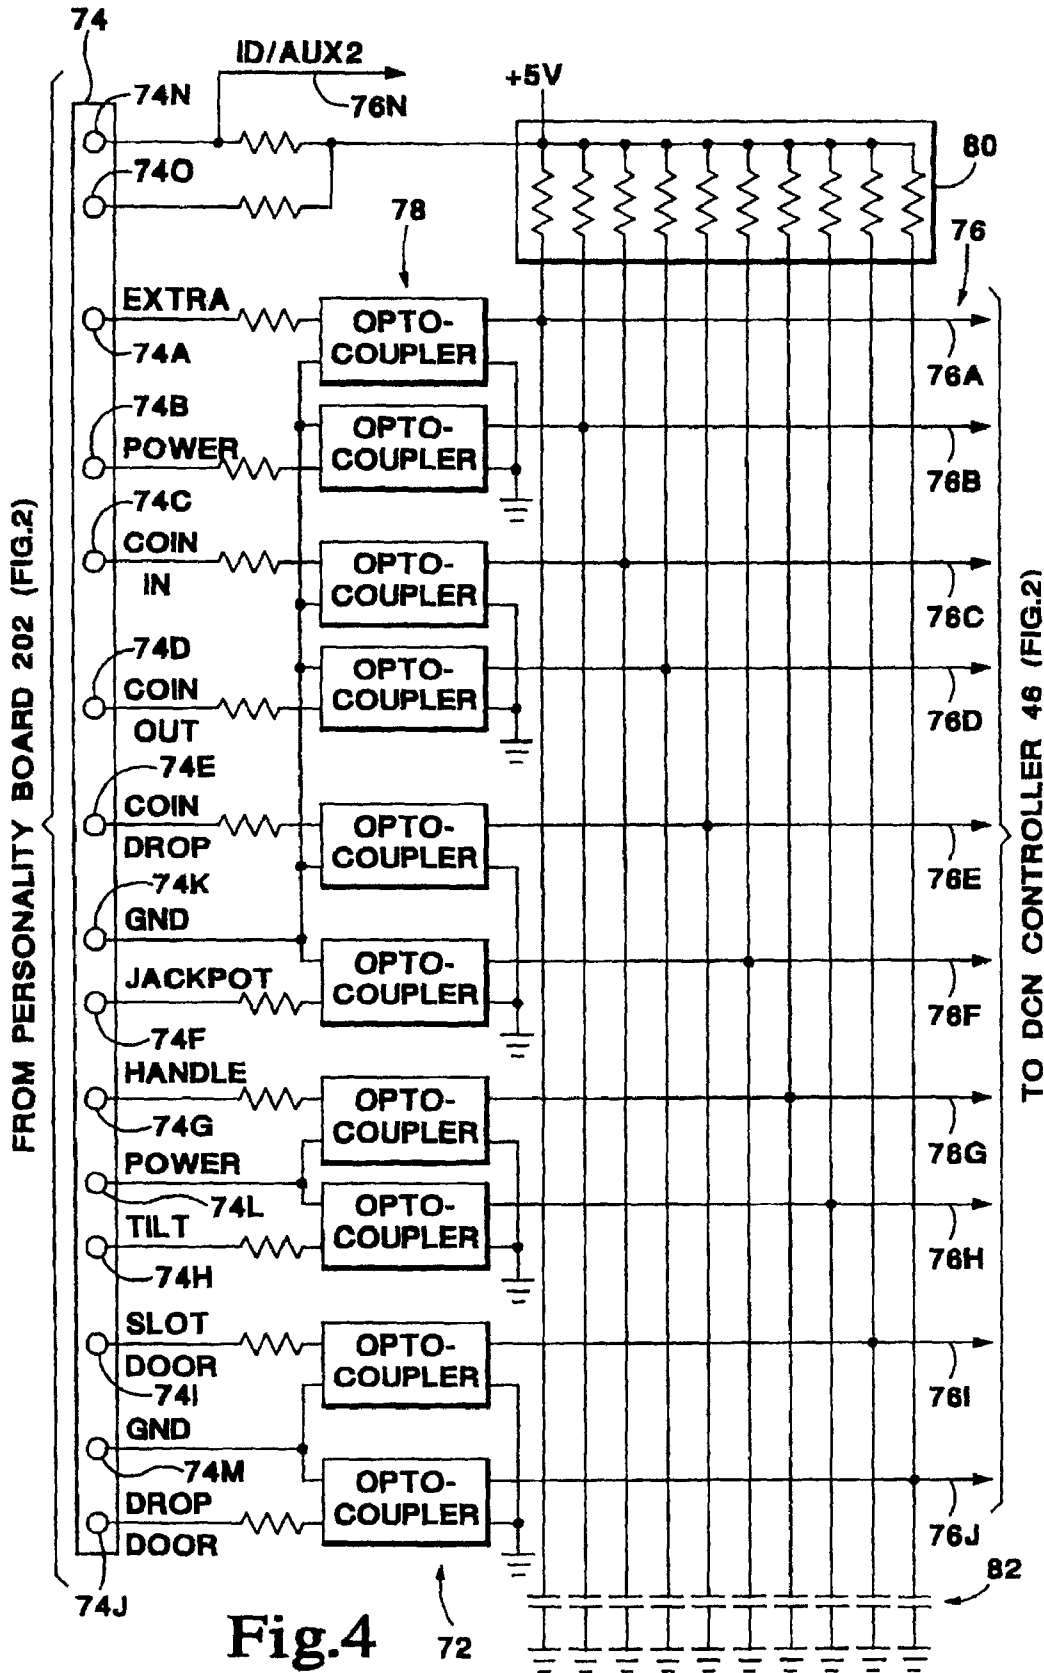 74
ID/AUX2
+5V
74N
76N
74O
80
78
76
EXTRA
OPTO-
COUPLER
74A
76A
74B
OPTO-
COUPLER
POWER
76B
74C
COIN
IN
OPTO-
COUPLER
76C
74D
COIN
OUT
OPTO-
COUPLER
76D
74E
COIN
DROP
OPTO-
COUPLER
76E
74K
GND
JACKPOT
OPTO-
COUPLER
74F
76F
HANDLE
OPTO-
COUPLER
74G
76G
POWER
74L
OPTO-
COUPLER
TILT
74H
76H
SLOT
DOOR
OPTO-
COUPLER
74I
76I
GND
74M
OPTO-
COUPLER
DROP
DOOR
76J
74J
82
72
FROM PERSONALITY BOARD 202 (FIG.2)
TO DCN CONTROLLER 46 (FIG.2)
Fig.4